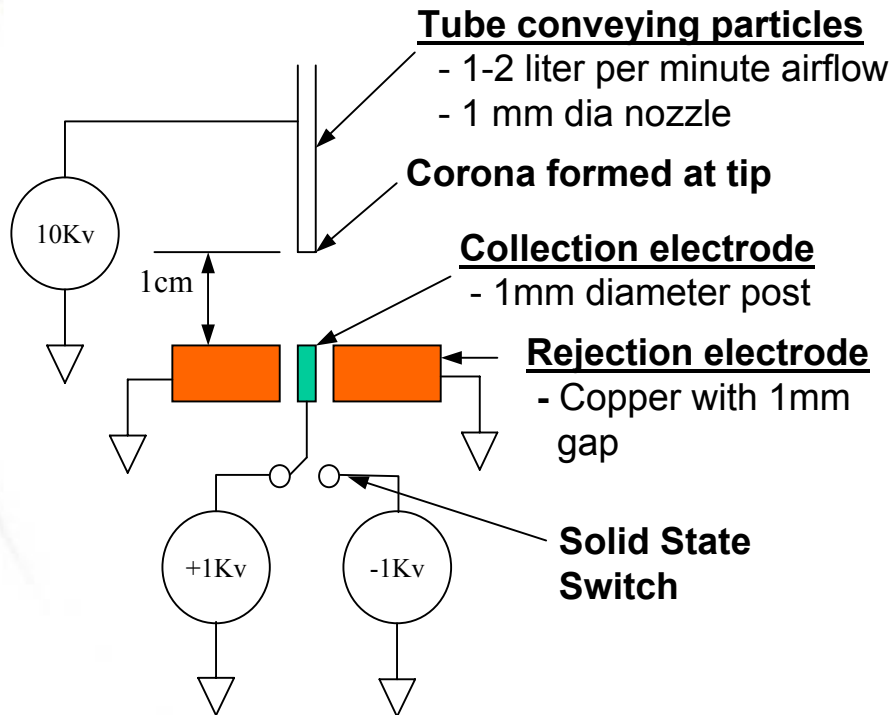 Tube conveying particles
- 1-2 liter per minute airflow
- 1 mm dia nozzle
Corona formed at tip
10Kv
1cm
Collection electrode
- 1mm diameter post
Rejection electrode
- Copper with 1mm
gap
+1Kv
-1Kv
Solid State
Switch